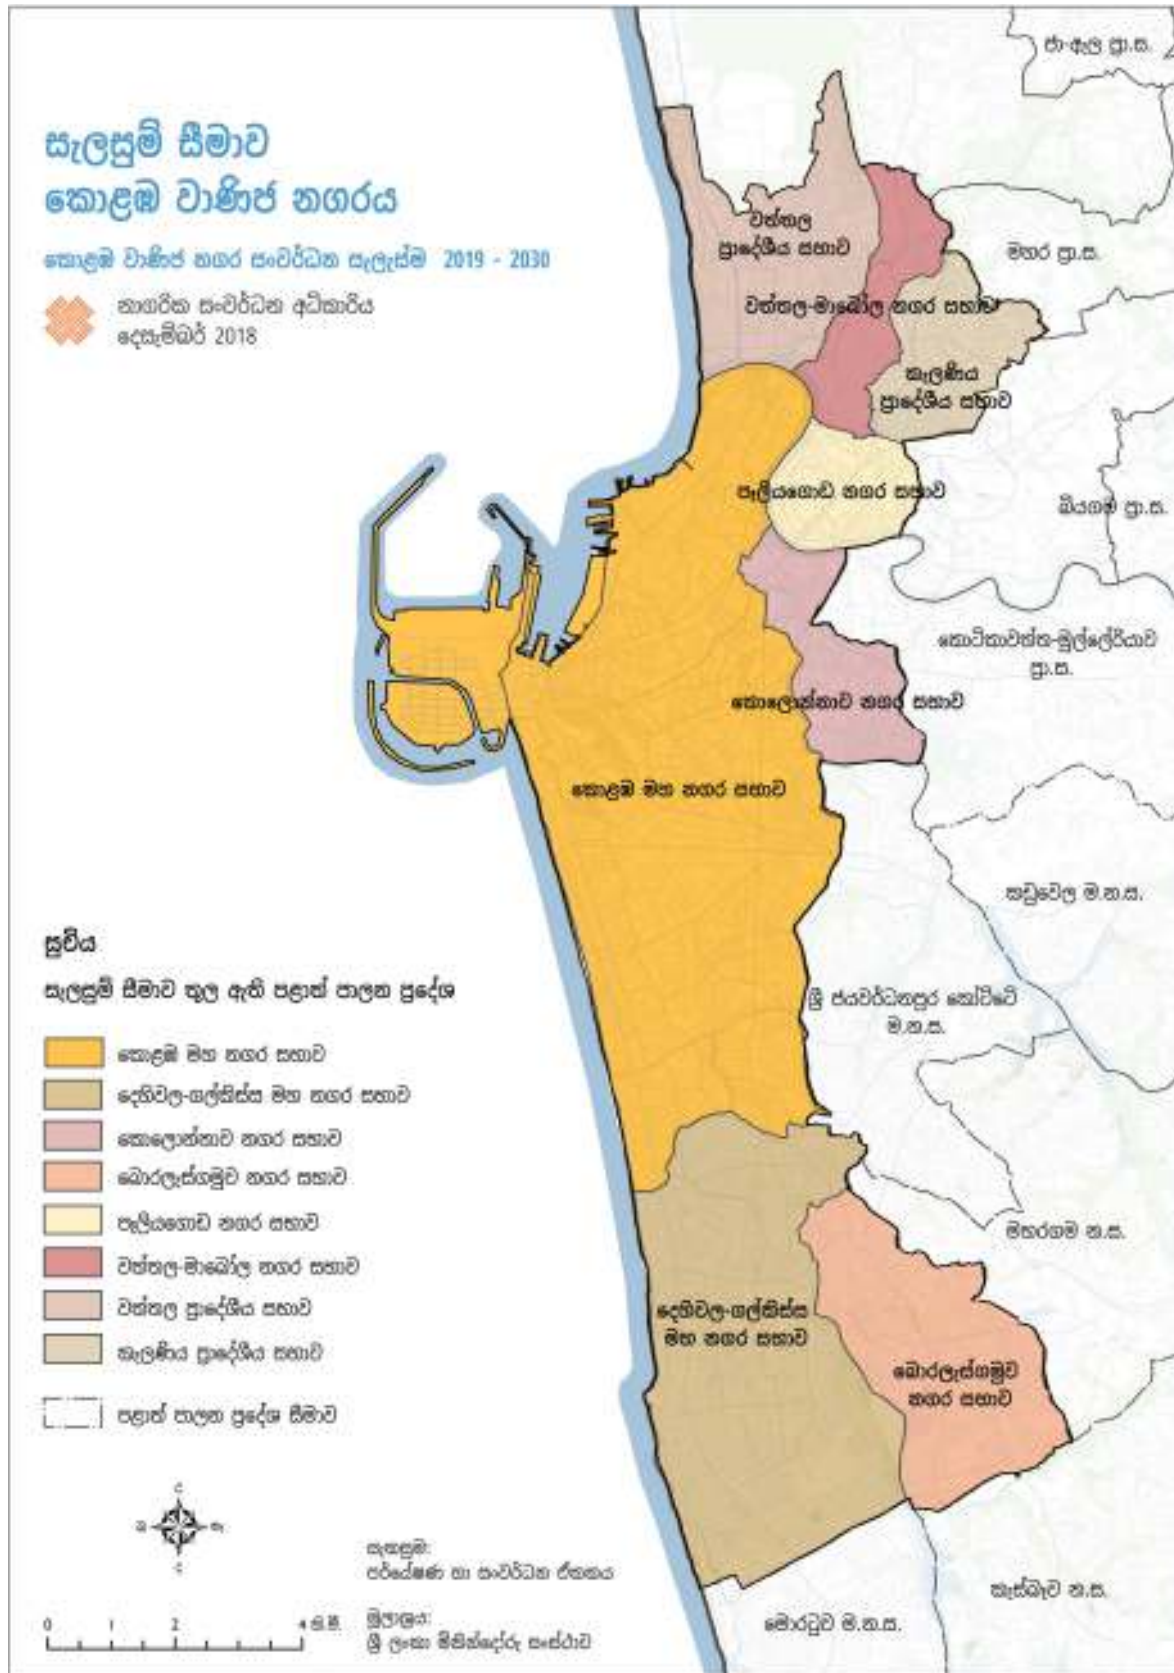 සැලසුම් සීමාව
කොළඹ වාණිජ නගරය
කොළඹ වාණිජ නගර සංවර්ධන සැලැස්ම 2019 - 2030
නාගරික සංවර්ධන අධිකාරිය
දෙසැම්බර් 2018
ජා-ඇල ප්‍රා.ස.
වත්තල
ප්‍රාදේශීය සභාව
මහර ප්‍රා.ස.
වත්තල-මාබෝල නගර සභාව
කැලණිය
ප්‍රාදේශීය සභාව
පෑලියගොඩ නගර සභාව
බියගම ප්‍රා.ස.
කොටිකාවත්ත-මුල්ලේරියාව
ප්‍රා.ස.
කොලොන්නාව නගර සභාව
කොළඹ මහ නගර සභාව
කඩුවෙල ම.න.ස.
ශ්‍රී ජයවර්ධනපුර කෝට්ටේ
ම.න.ස.
මහරගම න.ස.
දෙහිවල-ගල්කිස්ස
මහ නගර සභාව
බොරලැස්ගමුව
නගර සභාව
කැස්බෑව න.ස.
මොරටුව ම.න.ස.
සූචිය
සැලසුම් සීමාව තුල ඇති පළාත් පාලන ප්‍රදේශ
කොළඹ මහ නගර සභාව
දෙහිවල-ගල්කිස්ස මහ නගර සභාව
කොලොන්නාව නගර සභාව
බොරලැස්ගමුව නගර සභාව
පෑලියගොඩ නගර සභාව
වත්තල-මාබෝල නගර සභාව
වත්තල ප්‍රාදේශීය සභාව
කැලණිය ප්‍රාදේශීය සභාව
පළාත් පාලන ප්‍රදේශ සීමාව
සැකසුම:
පර්යේෂණ හා සංවර්ධන ඒකකය
මූලාශ්‍රය:
ශ්‍රී ලංකා මිනින්දෝරු සංස්ථාව
0 1 2 4 කි.මී.